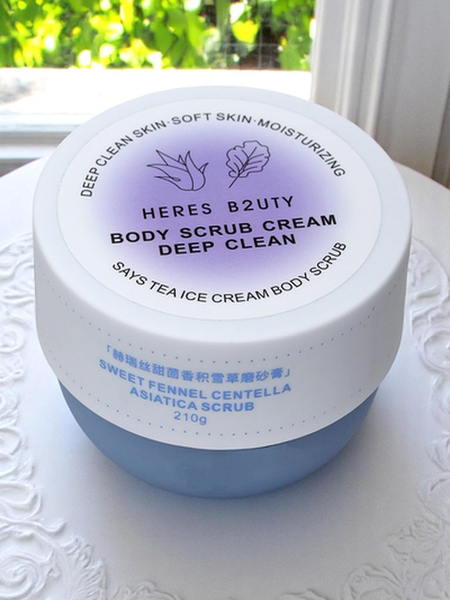 DEEP CLEAN SKIN·SOFT SKIN·MOISTURIZING
HERES B2UTY
BODY SCRUB CREAM
DEEP CLEAN
SAYS TEA ICE CREAM BODY SCRUB
「赫瑞丝甜茴香积雪草磨砂膏」
SWEET FENNEL CENTELLA
ASIATICA SCRUB
210g